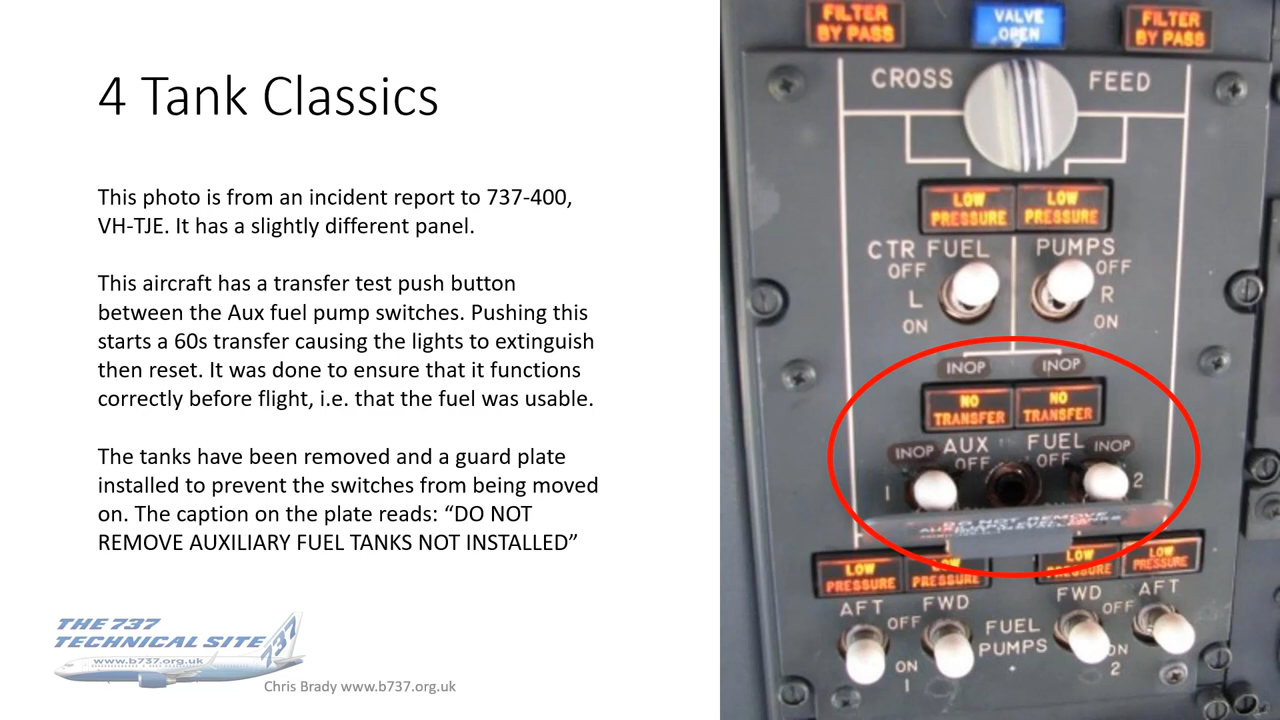 4 Tank Classics
This photo is from an incident report to 737-400,
VH-TJE. It has a slightly different panel.
This aircraft has a transfer test push button
between the Aux fuel pump switches. Pushing this
starts a 60s transfer causing the lights to extinguish
then reset. It was done to ensure that it functions
correctly before flight, i.e. that the fuel was usable.
The tanks have been removed and a guard plate
installed to prevent the switches from being moved
on. The caption on the plate reads: “DO NOT
REMOVE AUXILIARY FUEL TANKS NOT INSTALLED”
THE 737
TECHNICAL SITE
737
www.b737.org.uk
Chris Brady www.b737.org.uk
FILTER
BY PASS
VALVE
OPEN
FILTER
BY PASS
CROSS FEED
LOW
PRESSURE
LOW
PRESSURE
CTR FUEL PUMPS
OFF OFF
L R
ON ON
INOP INOP
NO
TRANSFER
NO
TRANSFER
INOP AUX FUEL INOP
OFF OFF
1 2
DO NOT REMOVE
LOW
PRESSURE
LOW
PRESSURE
LOW
PRESSURE
LOW
PRESSURE
AFT FWD FWD AFT
OFF OFF
FUEL
PUMPS
ON ON
1 2